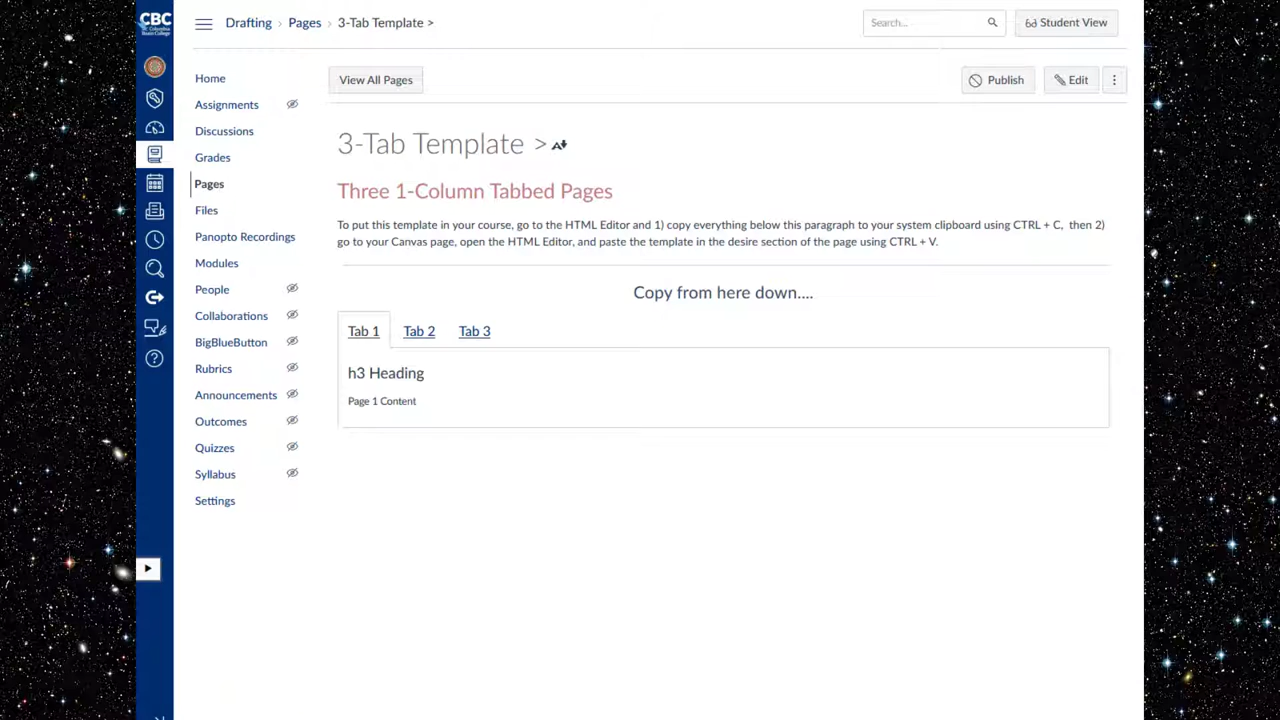 CBC
Columbia
Basin College
Drafting › Pages › 3-Tab Template >
Search...
Student View
Home
Assignments
Discussions
Grades
Pages
Files
Panopto Recordings
Modules
People
Collaborations
BigBlueButton
Rubrics
Announcements
Outcomes
Quizzes
Syllabus
Settings
View All Pages
Publish
Edit
3-Tab Template >
Three 1-Column Tabbed Pages
To put this template in your course, go to the HTML Editor and 1) copy everything below this paragraph to your system clipboard using CTRL + C, then 2)
go to your Canvas page, open the HTML Editor, and paste the template in the desire section of the page using CTRL + V.
Copy from here down....
Tab 1 Tab 2 Tab 3
h3 Heading
Page 1 Content